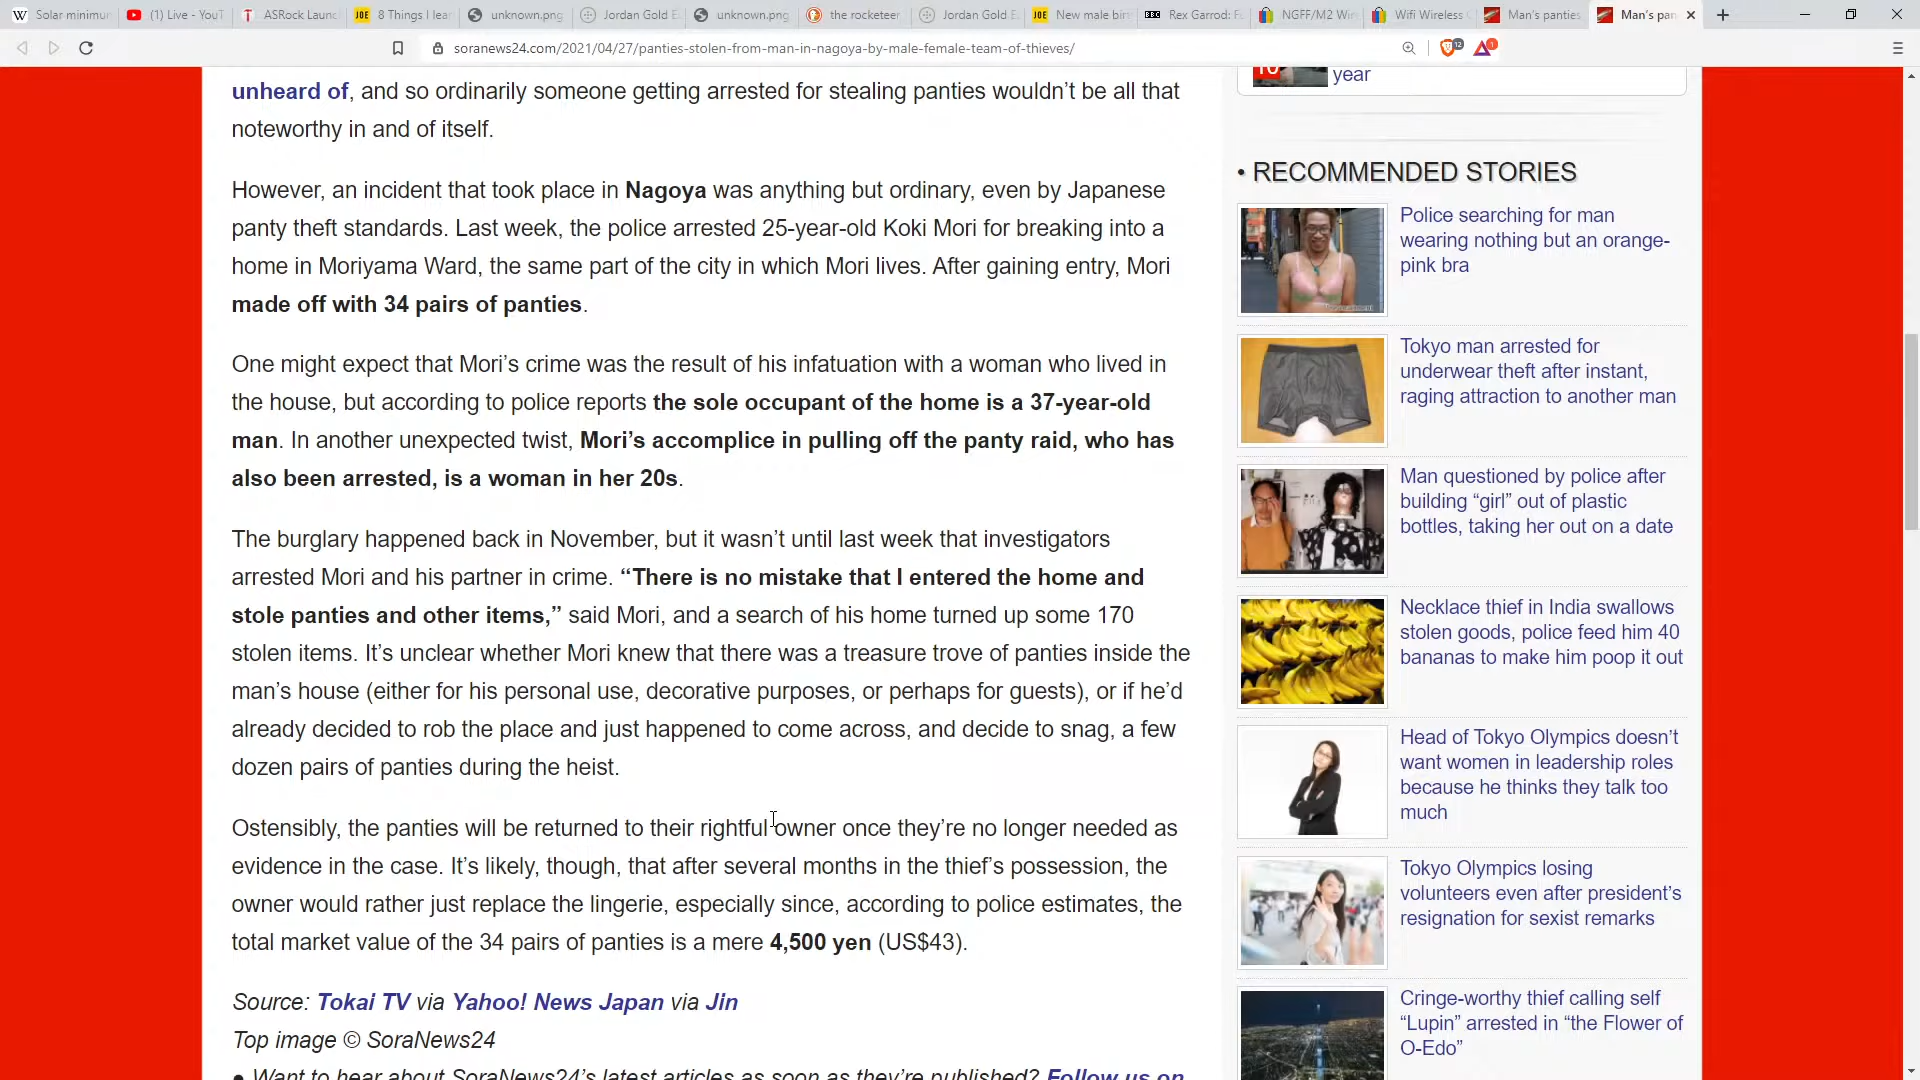 Solar minimum
(1) Live - YouT
ASRock Launc
8 Things I lear
unknown.png
Jordan Gold E
unknown.png
the rocketeer
Jordan Gold E
New male bir
Rex Garrod: F
NGFF/M2 Wir
Wifi Wireless
Man's panties
Man's pan
soranews24.com/2021/04/27/panties-stolen-from-man-in-nagoya-by-male-female-team-of-thieves/
12
1
unheard of, and so ordinarily someone getting arrested for stealing panties wouldn't be all that
noteworthy in and of itself.
However, an incident that took place in Nagoya was anything but ordinary, even by Japanese
panty theft standards. Last week, the police arrested 25-year-old Koki Mori for breaking into a
home in Moriyama Ward, the same part of the city in which Mori lives. After gaining entry, Mori
made off with 34 pairs of panties.
One might expect that Mori's crime was the result of his infatuation with a woman who lived in
the house, but according to police reports the sole occupant of the home is a 37-year-old
man. In another unexpected twist, Mori's accomplice in pulling off the panty raid, who has
also been arrested, is a woman in her 20s.
The burglary happened back in November, but it wasn't until last week that investigators
arrested Mori and his partner in crime. “There is no mistake that I entered the home and
stole panties and other items,” said Mori, and a search of his home turned up some 170
stolen items. It's unclear whether Mori knew that there was a treasure trove of panties inside the
man's house (either for his personal use, decorative purposes, or perhaps for guests), or if he'd
already decided to rob the place and just happened to come across, and decide to snag, a few
dozen pairs of panties during the heist.
Ostensibly, the panties will be returned to their rightful owner once they're no longer needed as
evidence in the case. It's likely, though, that after several months in the thief's possession, the
owner would rather just replace the lingerie, especially since, according to police estimates, the
total market value of the 34 pairs of panties is a mere 4,500 yen (US$43).
Source: Tokai TV via Yahoo! News Japan via Jin
Top image © SoraNews24
● Want to hear about SoraNews24's latest articles as soon as they're published? Follow us on
10
year
• RECOMMENDED STORIES
Police searching for man
wearing nothing but an orange-
pink bra
Tokyo man arrested for
underwear theft after instant,
raging attraction to another man
Man questioned by police after
building “girl” out of plastic
bottles, taking her out on a date
Necklace thief in India swallows
stolen goods, police feed him 40
bananas to make him poop it out
Head of Tokyo Olympics doesn't
want women in leadership roles
because he thinks they talk too
much
Tokyo Olympics losing
volunteers even after president's
resignation for sexist remarks
Cringe-worthy thief calling self
“Lupin” arrested in “the Flower of
O-Edo”